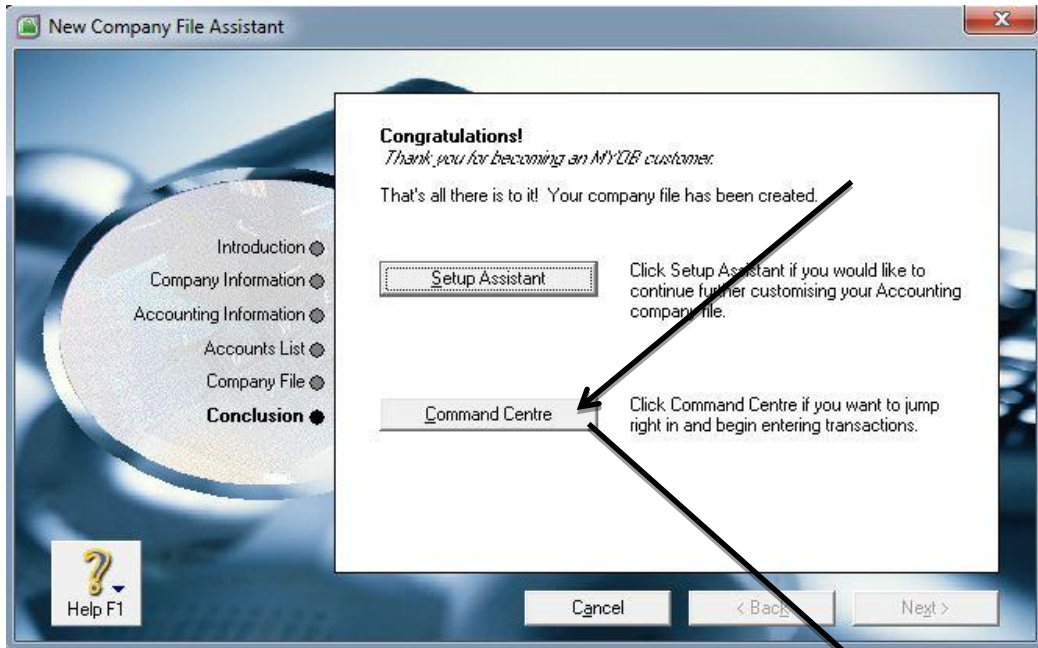 New Company File Assistant
Congratulations!
Thank you for becoming an MYOB customer.
That's all there is to it! Your company file has been created.
Introduction
Company Information
Accounting Information
Accounts List
Company File
Conclusion
Setup Assistant
Click Setup Assistant if you would like to
continue further customising your Accounting
company file.
Command Centre
Click Command Centre if you want to jump
right in and begin entering transactions.
Help F1
Cancel
< Back
Next >